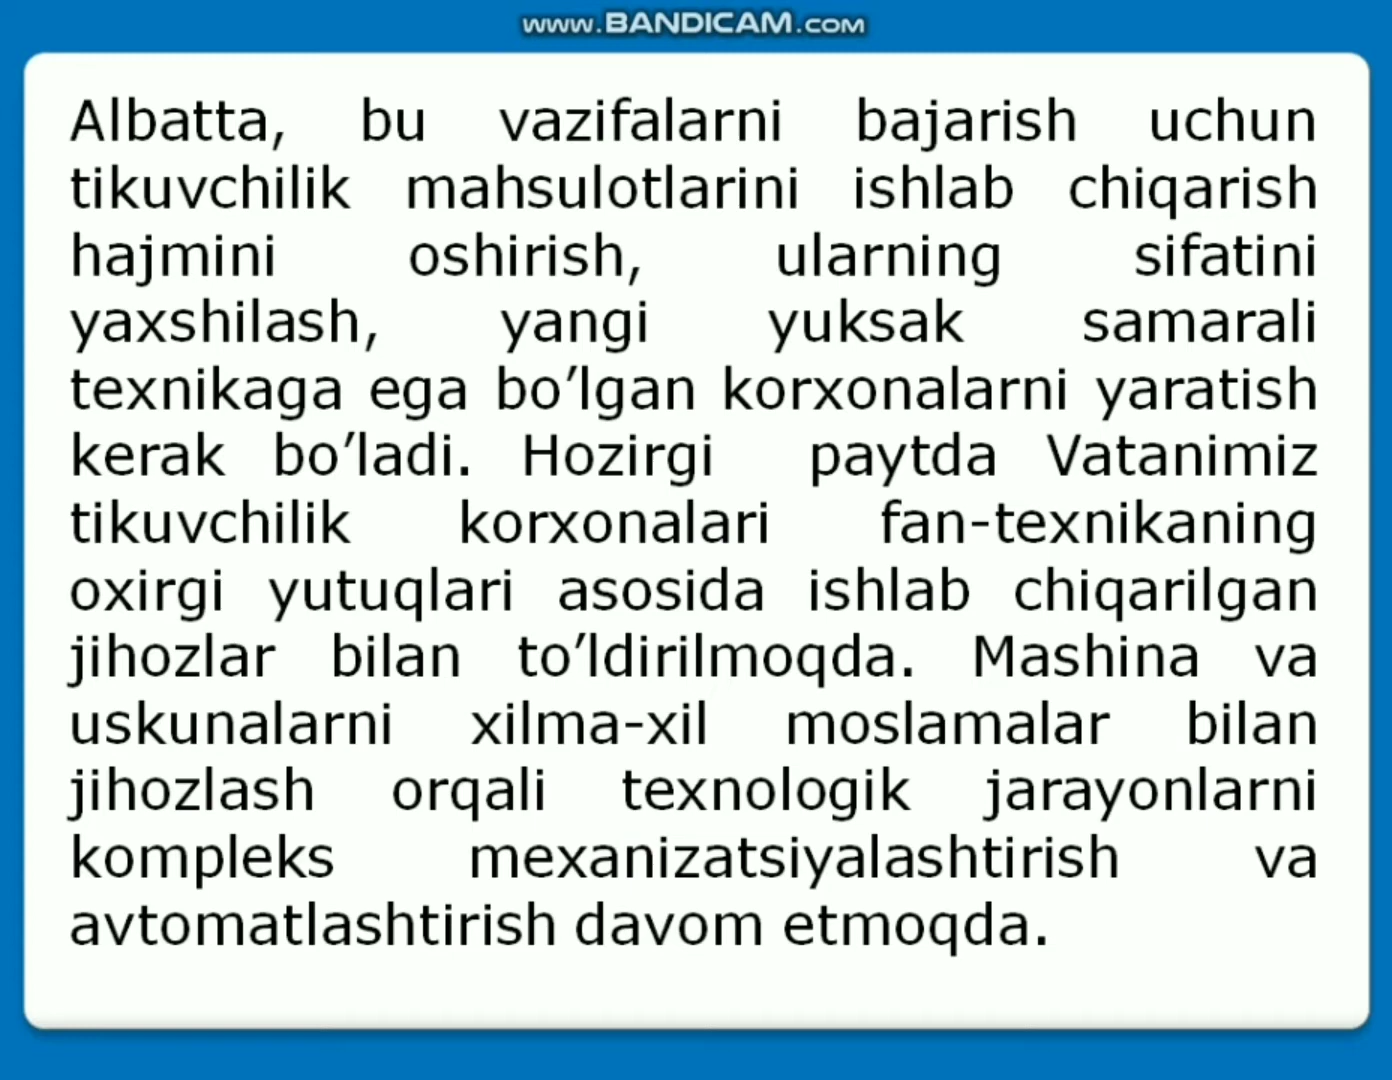 www.BANDICAM.com
Albatta, bu vazifalarni bajarish uchun
tikuvchilik mahsulotlarini ishlab chiqarish
hajmini oshirish, ularning sifatini
yaxshilash, yangi yuksak samarali
texnikaga ega bo’lgan korxonalarni yaratish
kerak bo’ladi. Hozirgi paytda Vatanimiz
tikuvchilik korxonalari fan-texnikaning
oxirgi yutuqlari asosida ishlab chiqarilgan
jihozlar bilan to’ldirilmoqda. Mashina va
uskunalarni xilma-xil moslamalar bilan
jihozlash orqali texnologik jarayonlarni
kompleks mexanizatsiyalashtirish va
avtomatlashtirish davom etmoqda.